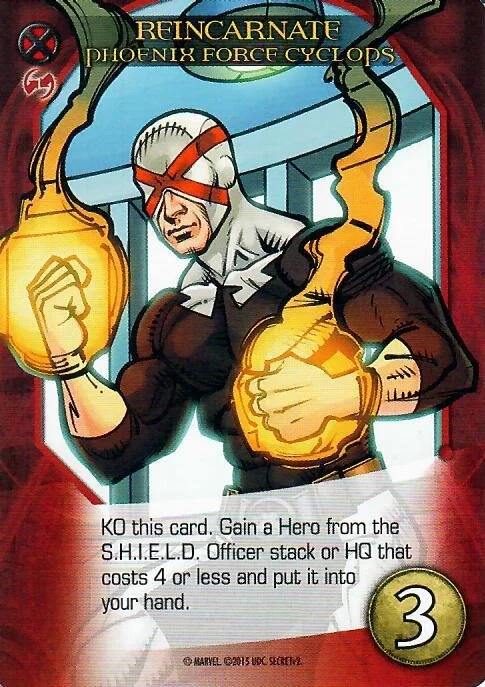 REINCARNATE
PHOENIX FORCE CYCLOPS
KO this card. Gain a Hero from the
S.H.I.E.L.D. Officer stack or HQ that
costs 4 or less and put it into
your hand.
3
© MARVEL. ©2015 UDC. SECRETv2.